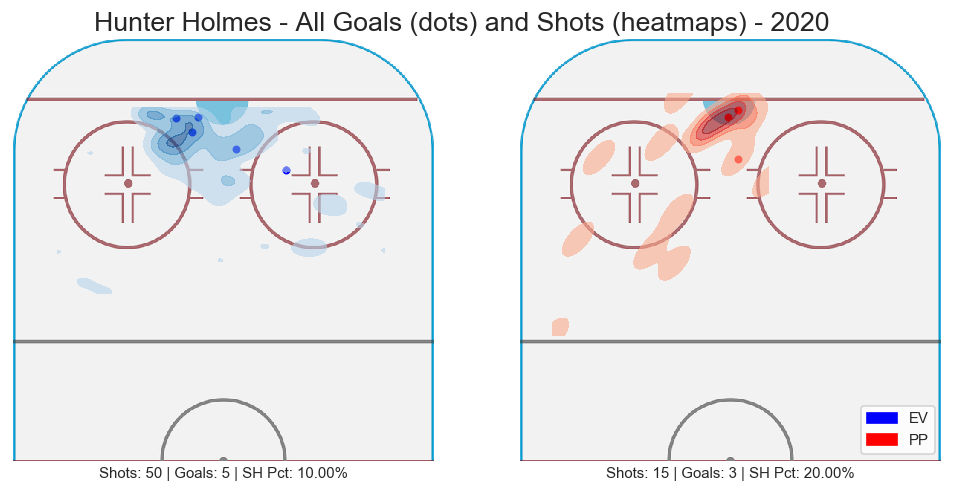 Hunter Holmes - All Goals (dots) and Shots (heatmaps) - 2020
EV
PP
Shots: 50 | Goals: 5 | SH Pct: 10.00%
Shots: 15 | Goals: 3 | SH Pct: 20.00%